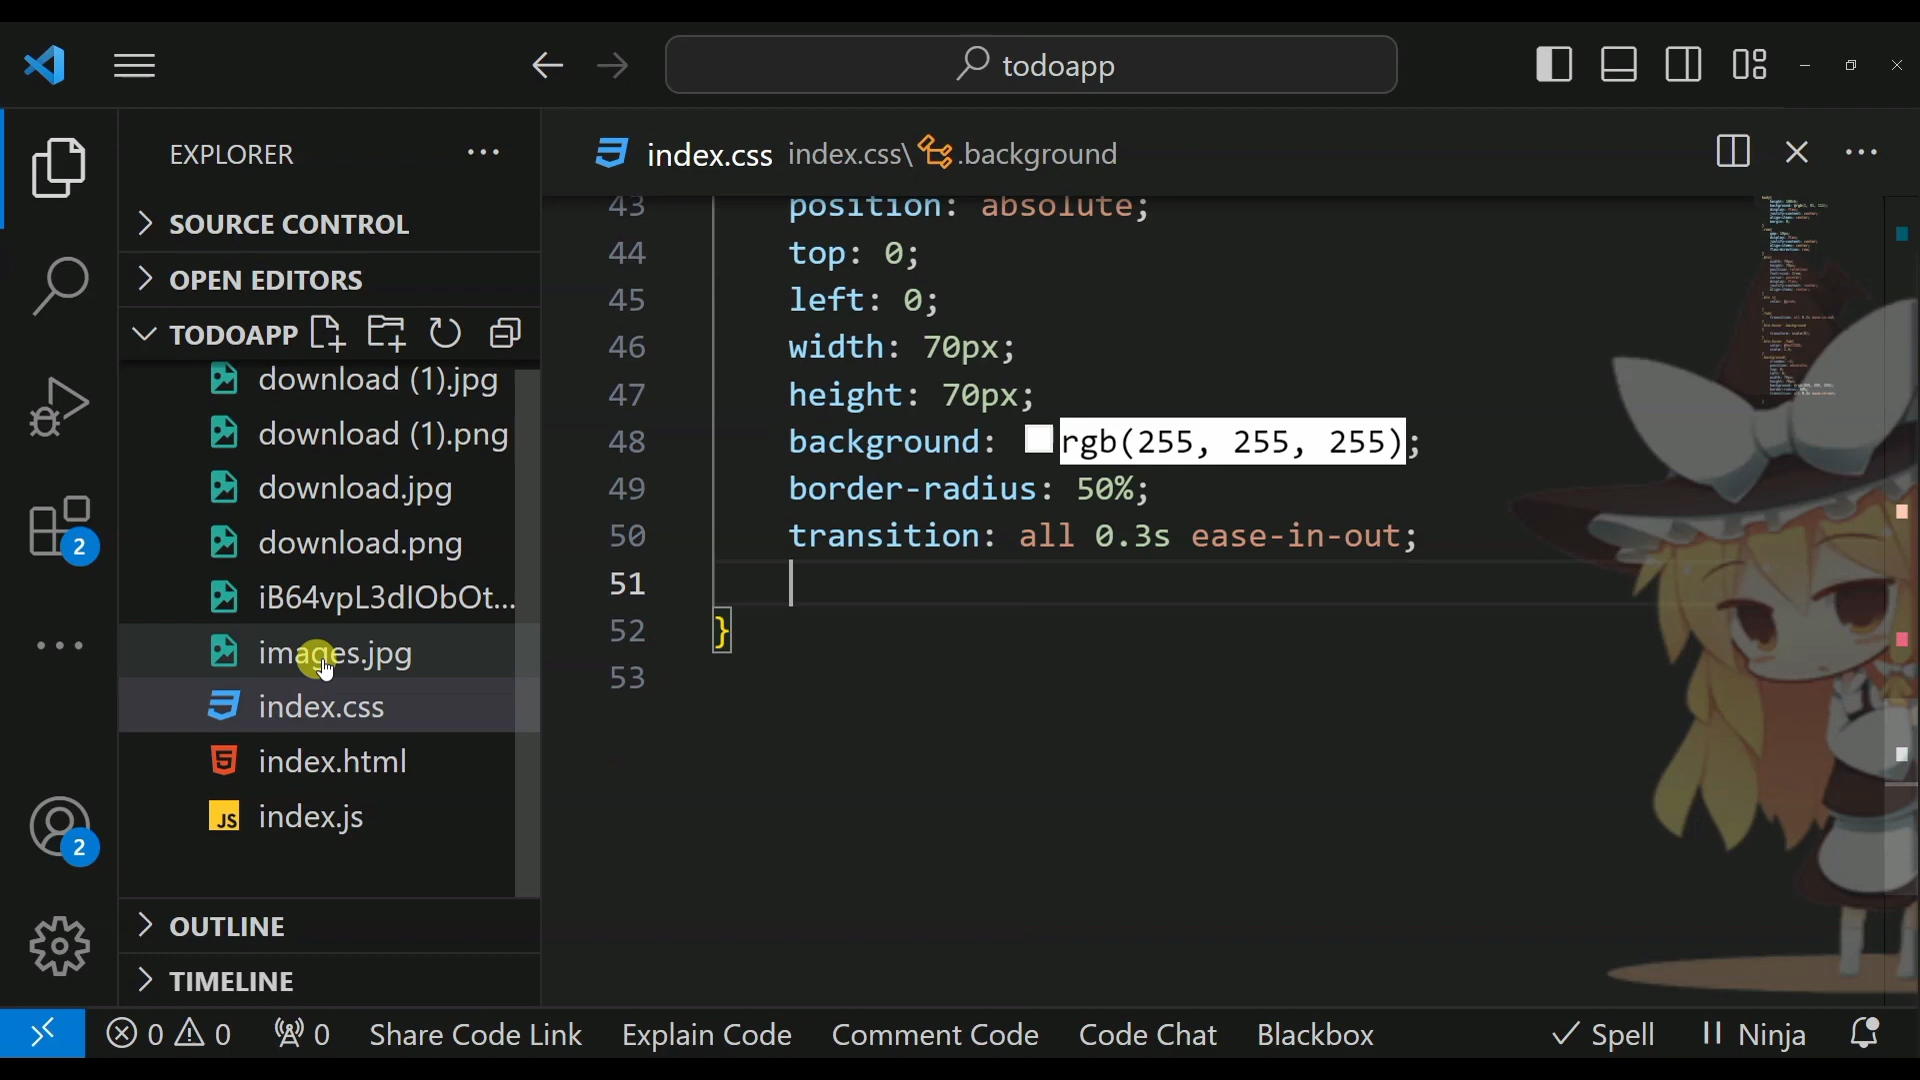 todoapp
EXPLORER
SOURCE CONTROL
OPEN EDITORS
TODOAPP
download (1).jpg
download (1).png
download.jpg
download.png
iB64vpL3dIObOt...
images.jpg
index.css
index.html
JS index.js
OUTLINE
TIMELINE
2
2
index.css index.css\ .background
43 position: absolute;
44 top: 0;
45 left: 0;
46 width: 70px;
47 height: 70px;
48 background: rgb(255, 255, 255);
49 border-radius: 50%;
50 transition: all 0.3s ease-in-out;
51
52 }
53
0 0 0 Share Code Link Explain Code Comment Code Code Chat Blackbox Spell Ninja